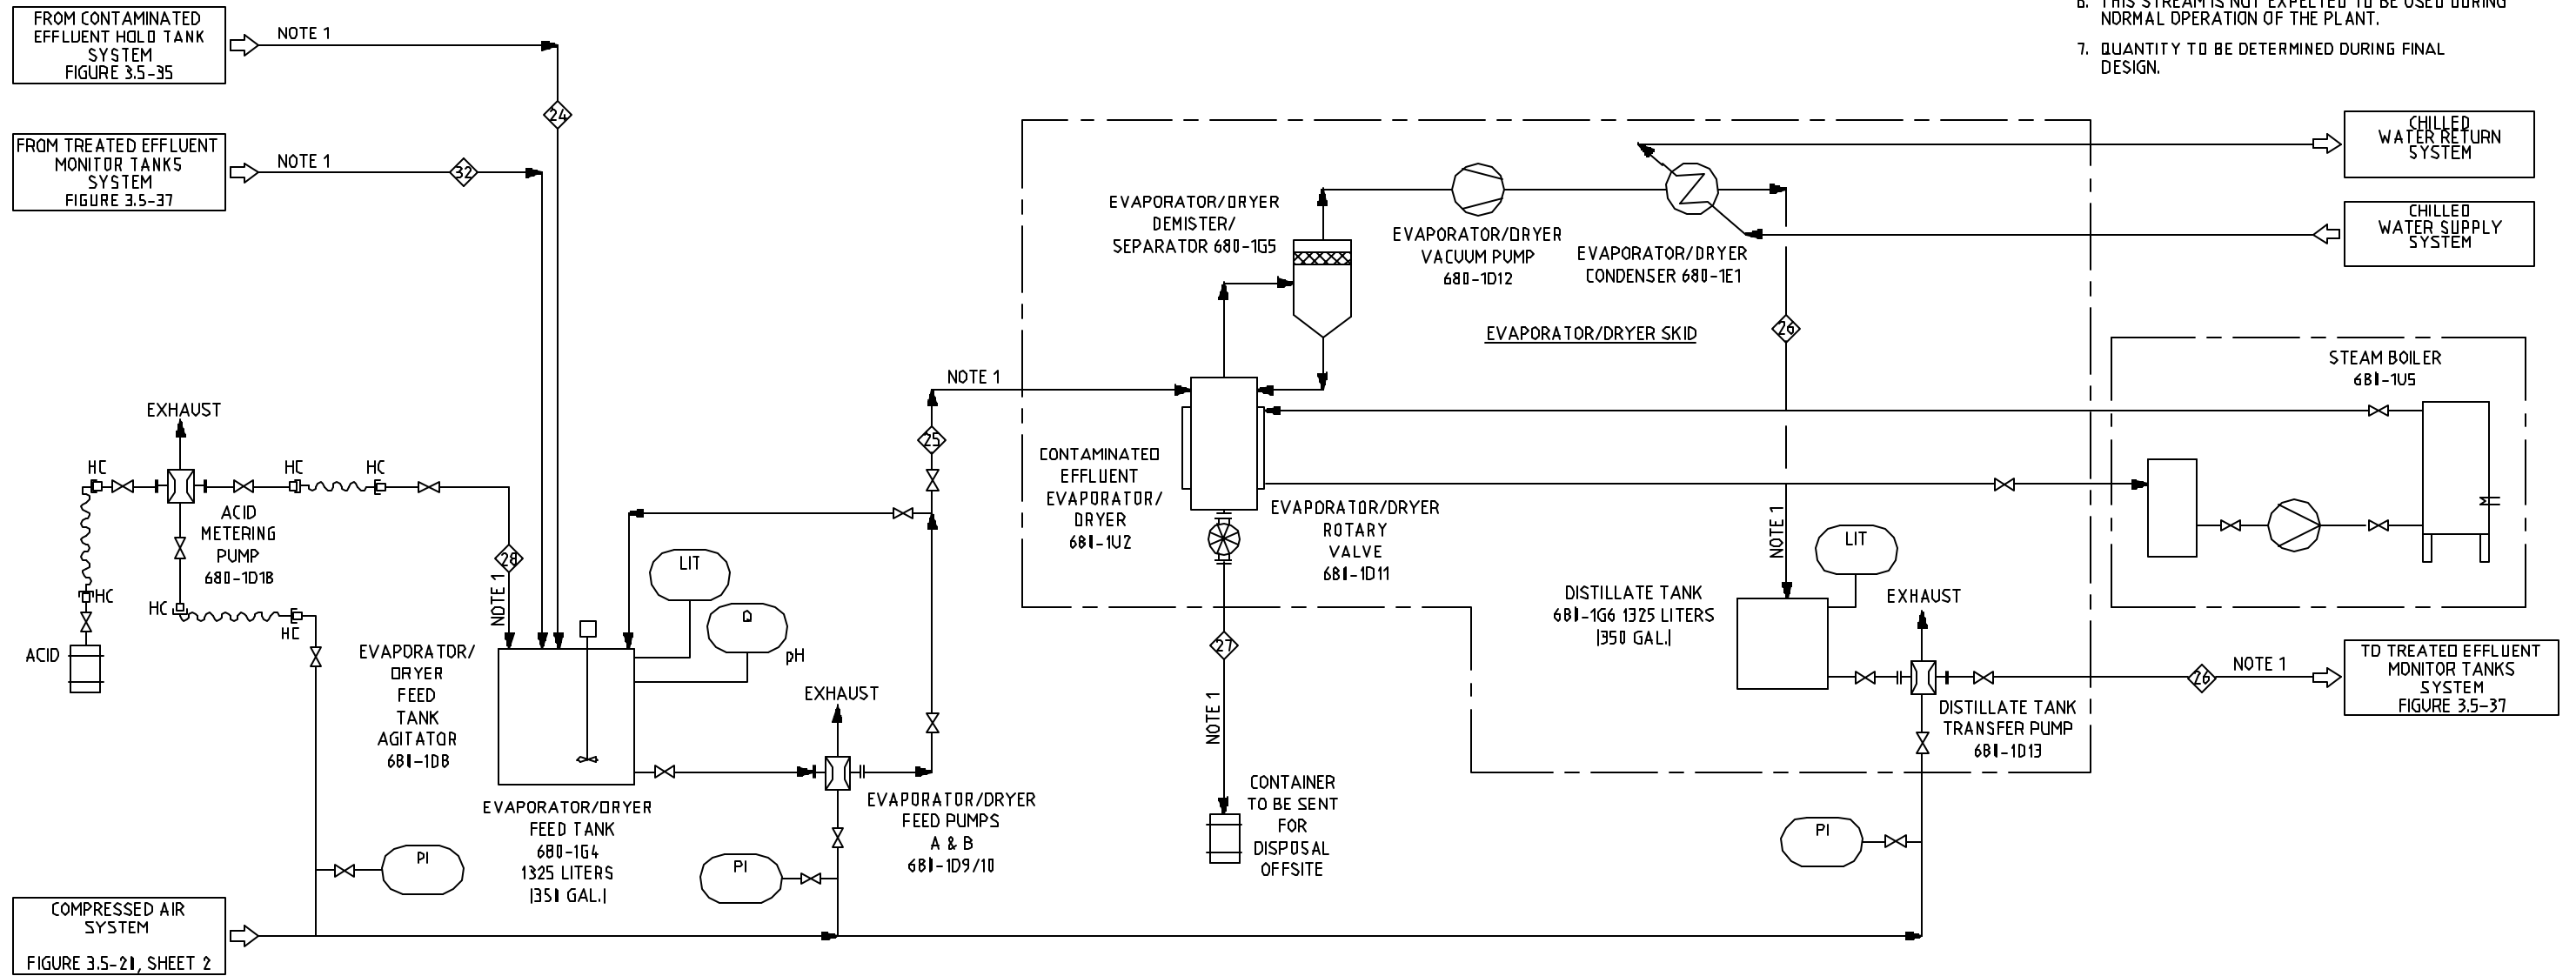 FROM CONTAMINATED
EFFLUENT HOLD TANK
SYSTEM
FIGURE 3.5-35
NOTE 1
24
6. THIS STREAM IS NOT EXPECTED TO BE USED DURING
NORMAL OPERATION OF THE PLANT.
7. QUANTITY TO BE DETERMINED DURING FINAL
DESIGN.
FROM TREATED EFFLUENT
MONITOR TANKS
SYSTEM
FIGURE 3.5-37
NOTE 1
32
CHILLED
WATER RETURN
SYSTEM
CHILLED
WATER SUPPLY
SYSTEM
EVAPORATOR/DRYER
DEMISTER/
SEPARATOR 680-1G5
EVAPORATOR/DRYER
VACUUM PUMP
680-1D12
EVAPORATOR/DRYER
CONDENSER 680-1E1
EVAPORATOR/DRYER SKID
26
STEAM BOILER
680-1U5
NOTE 1
25
EXHAUST
HC
HC
HC
ACID
METERING
PUMP
680-1D18
HC
HC
HC
ACID
28
NOTE 1
CONTAMINATED
EFFLUENT
EVAPORATOR/
DRYER
680-1U2
EVAPORATOR/DRYER
ROTARY
VALVE
680-1D11
NOTE 1
LIT
DISTILLATE TANK
680-1G6 1325 LITERS
|350 GAL.|
EXHAUST
LIT
Q
pH
EVAPORATOR/
DRYER
FEED
TANK
AGITATOR
680-1D8
EXHAUST
27
NOTE 1
26
NOTE 1
TO TREATED EFFLUENT
MONITOR TANKS
SYSTEM
FIGURE 3.5-37
DISTILLATE TANK
TRANSFER PUMP
680-1D13
EVAPORATOR/DRYER
FEED TANK
680-1G4
1325 LITERS
|350 GAL.|
EVAPORATOR/DRYER
FEED PUMPS
A & B
680-1D9/10
CONTAINER
TO BE SENT
FOR
DISPOSAL
OFFSITE
PI
PI
PI
COMPRESSED AIR
SYSTEM
FIGURE 3.5-20, SHEET 2